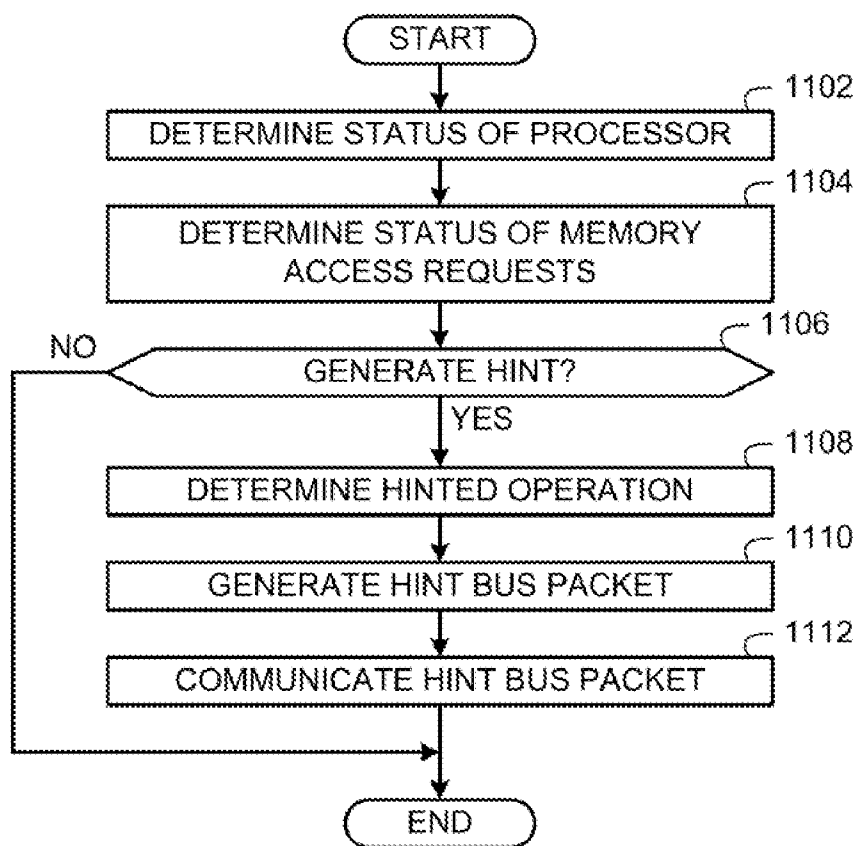 START
1102
DETERMINE STATUS OF PROCESSOR
1104
DETERMINE STATUS OF MEMORY
ACCESS REQUESTS
1106
NO
GENERATE HINT?
YES
1108
DETERMINE HINTED OPERATION
1110
GENERATE HINT BUS PACKET
1112
COMMUNICATE HINT BUS PACKET
END